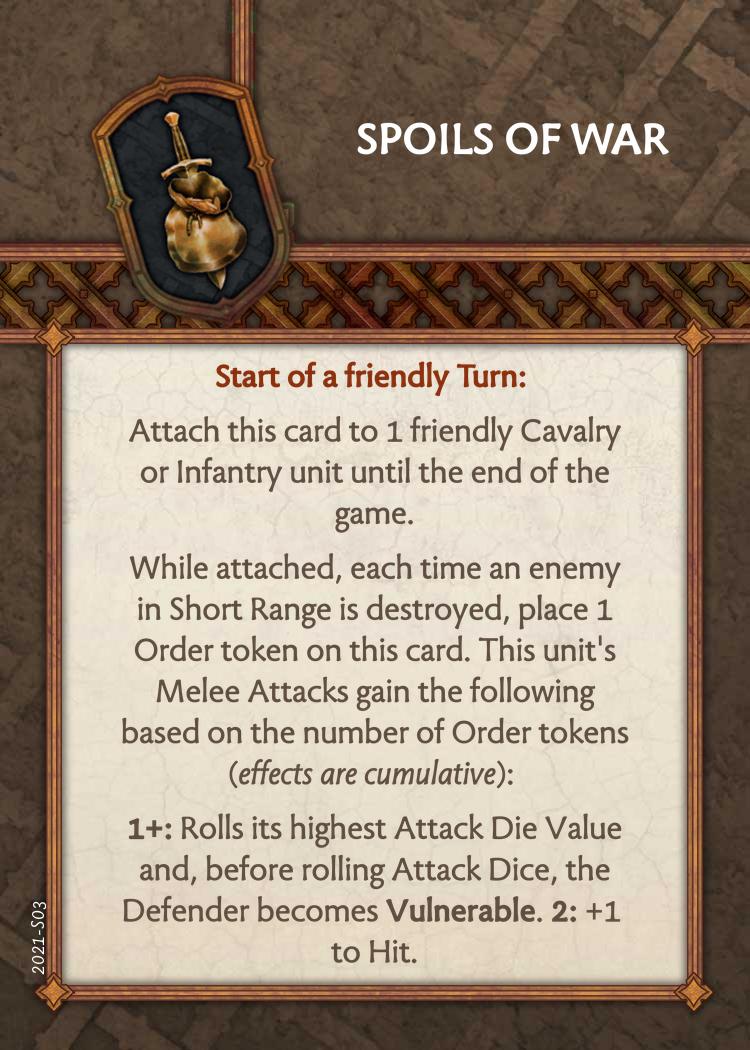 SPOILS OF WAR
Start of a friendly Turn:
Attach this card to 1 friendly Cavalry
or Infantry unit until the end of the
game.
While attached, each time an enemy
in Short Range is destroyed, place 1
Order token on this card. This unit's
Melee Attacks gain the following
based on the number of Order tokens
(effects are cumulative):
1+: Rolls its highest Attack Die Value
and, before rolling Attack Dice, the
Defender becomes Vulnerable. 2: +1
to Hit.
2021-S03